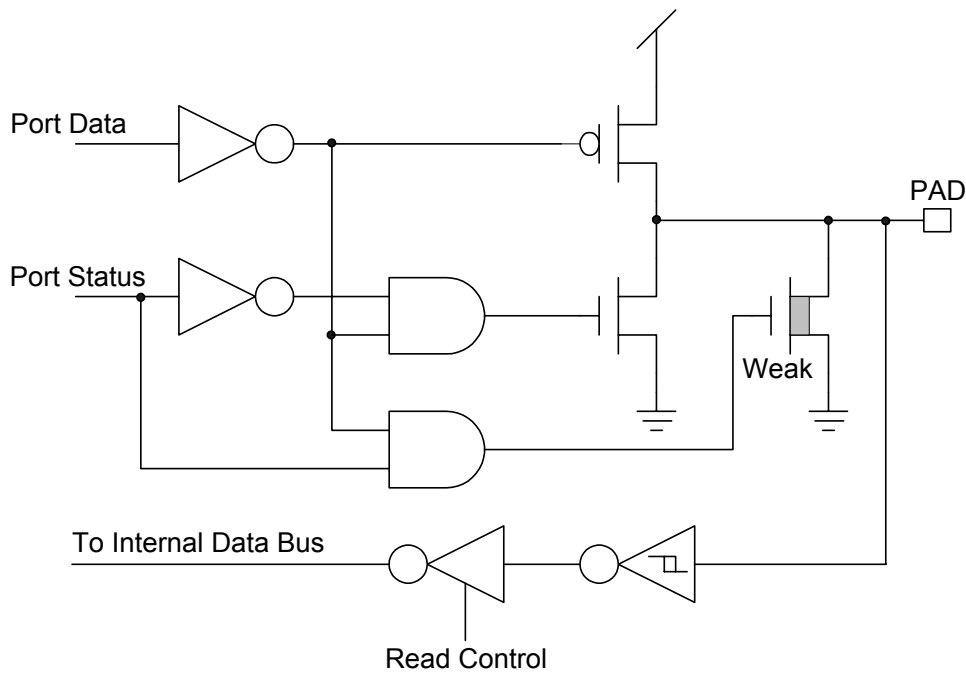 Port Data
PAD
Port Status
Weak
To Internal Data Bus
Read Control